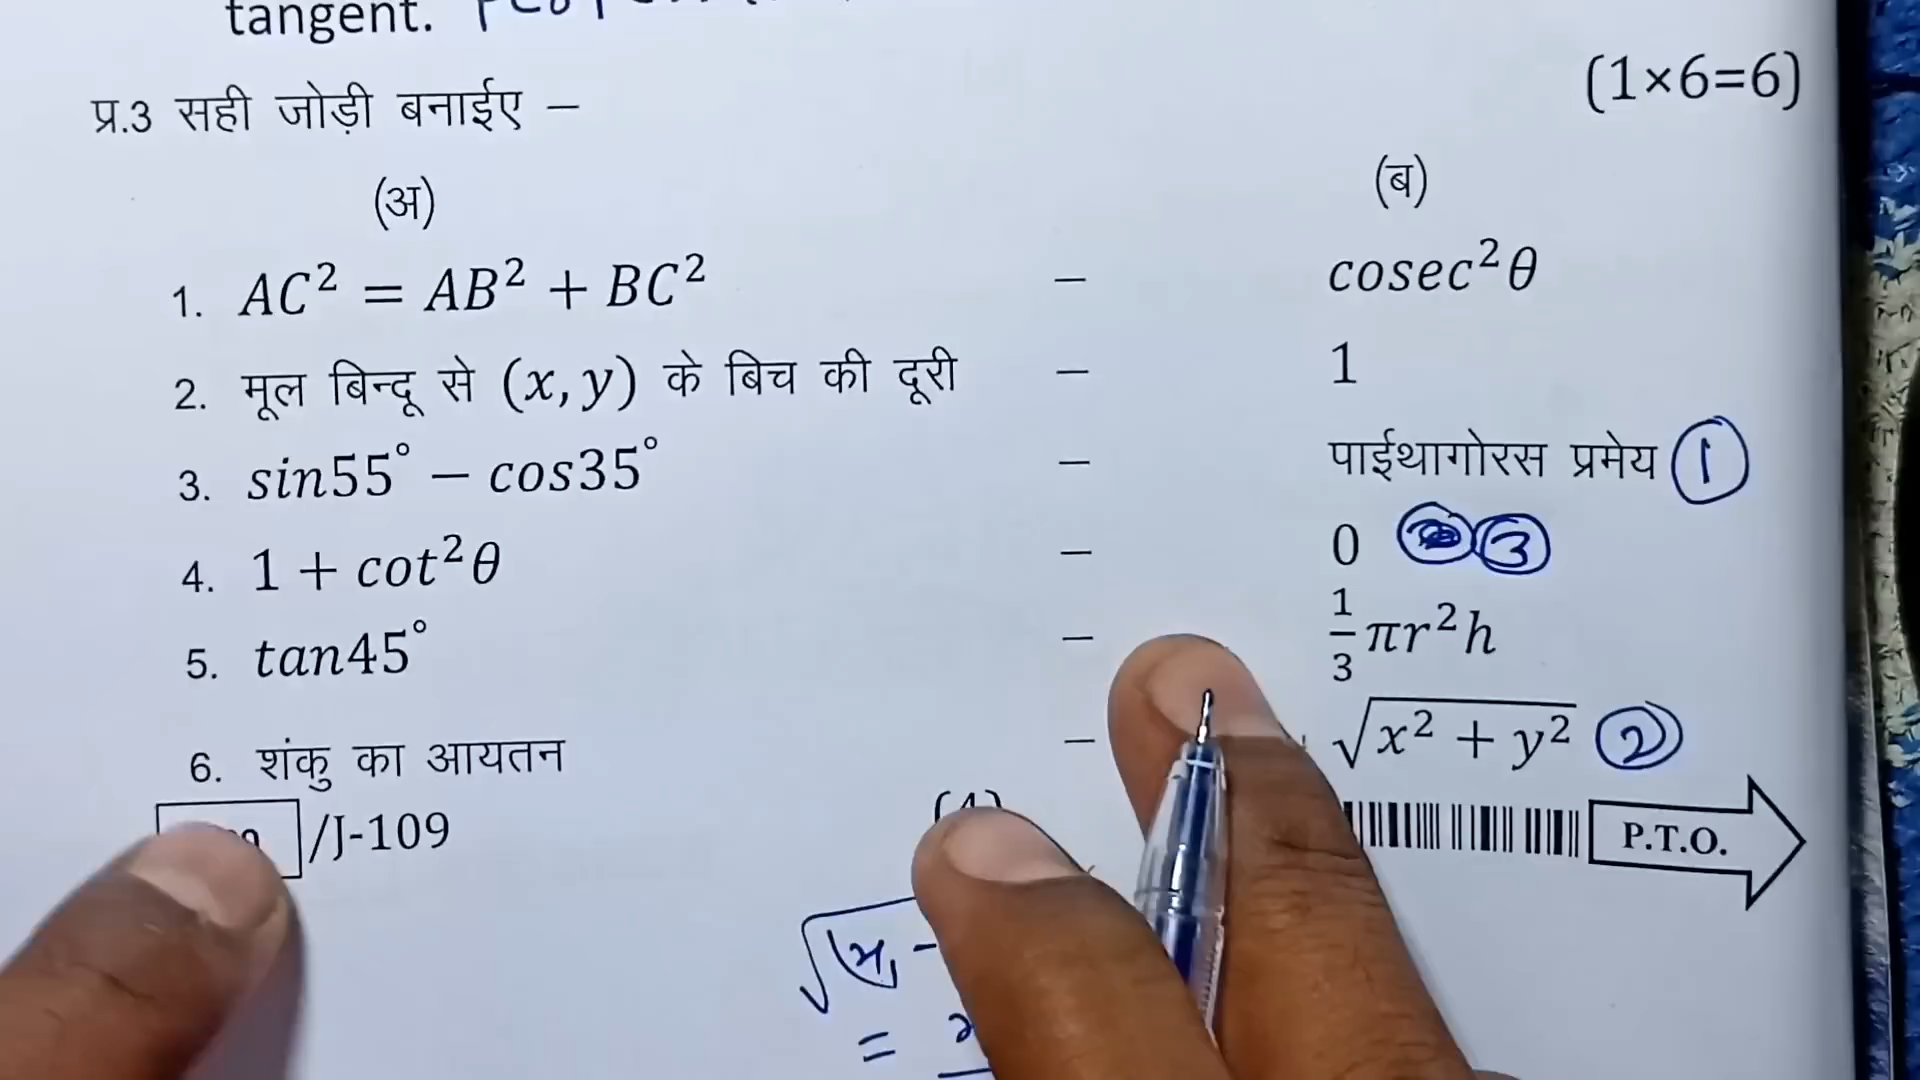 tangent.
प्र.3 सही जोड़ी बनाईए – (1×6=6)
(अ) (ब)
1. AC² = AB² + BC² – cosec²θ
2. मूल बिन्दू से (x, y) के बिच की दूरी – 1
3. sin55° – cos35° – पाईथागोरस प्रमेय 1
4. 1 + cot²θ – 0 3
5. tan45° – 1/3 πr²h
6. शंकु का आयतन – √x² + y² 2
/J-109 P.T.O.